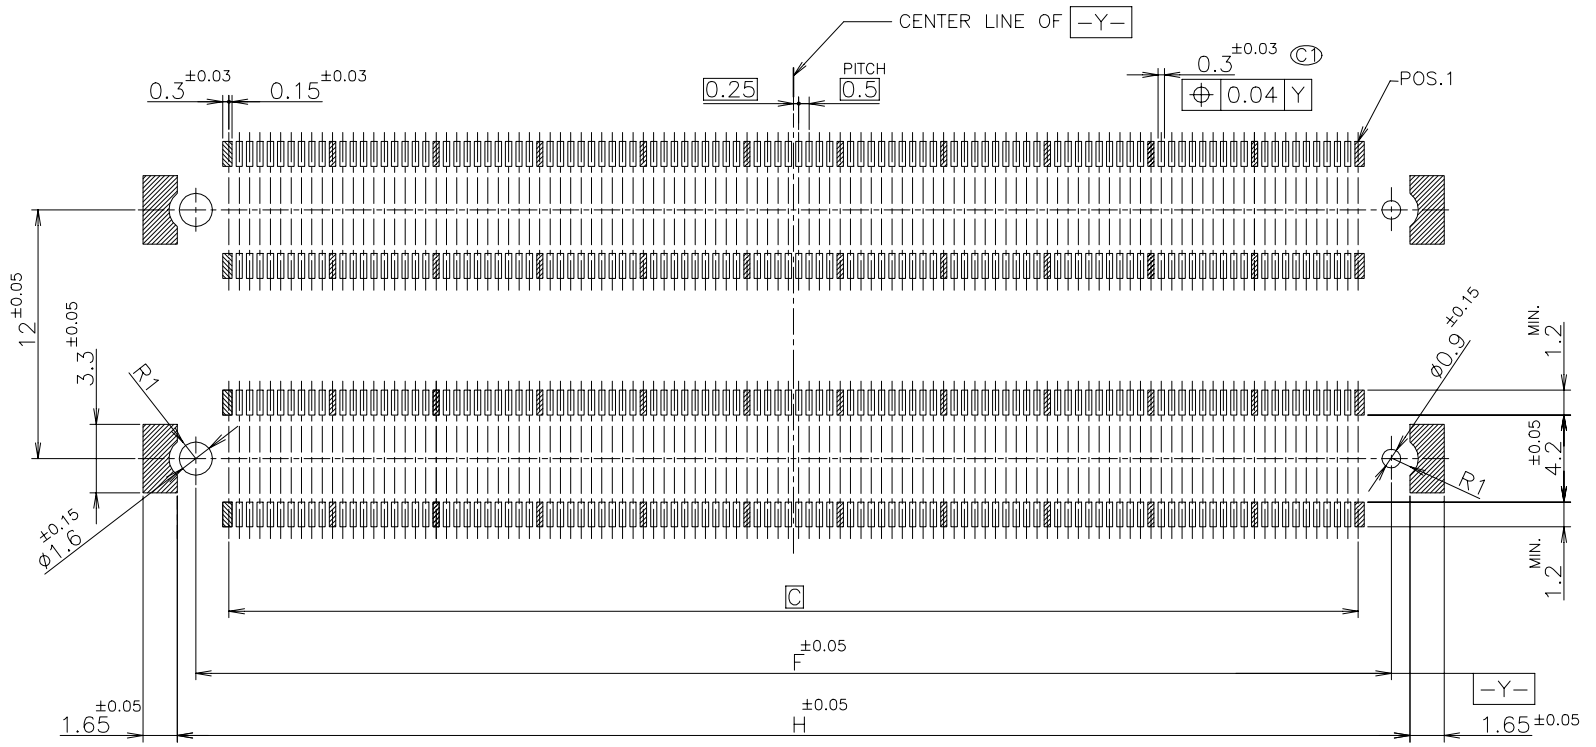 CENTER LINE OF -Y-
PITCH
0.3±0.03
0.15±0.03
0.25
0.5
0.3±0.03 C1
⌖ 0.04 Y
POS.1
12±0.05
3.3±0.05
R1
Ø1.6±0.15
Ø0.9±0.15
R1
1.2 MIN.
4.2±0.05
1.2 MIN.
C
F±0.05
-Y-
1.65±0.05
H±0.05
1.65±0.05